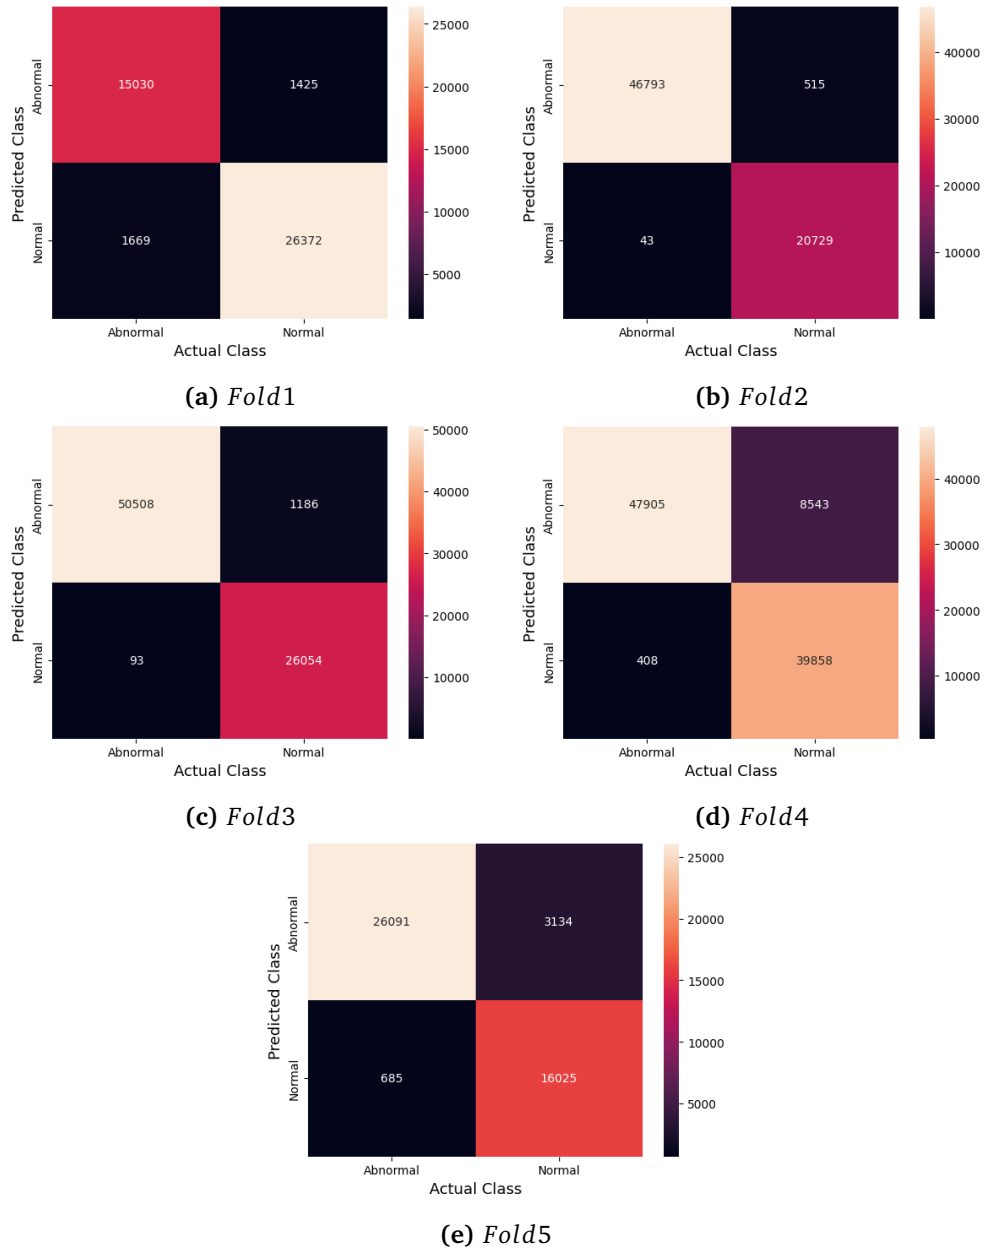 Predicted Class
Abnormal
Normal
15030 1425
1669 26372
Abnormal Normal
Actual Class
25000
20000
15000
10000
5000
(a) Fold1
Predicted Class
Abnormal
Normal
46793 515
43 20729
Abnormal Normal
Actual Class
40000
30000
20000
10000
(b) Fold2
Predicted Class
Abnormal
Normal
50508 1186
93 26054
Abnormal Normal
Actual Class
50000
40000
30000
20000
10000
(c) Fold3
Predicted Class
Abnormal
Normal
47905 8543
408 39858
Abnormal Normal
Actual Class
40000
30000
20000
10000
(d) Fold4
Predicted Class
Abnormal
Normal
26091 3134
685 16025
Abnormal Normal
Actual Class
25000
20000
15000
10000
5000
(e) Fold5